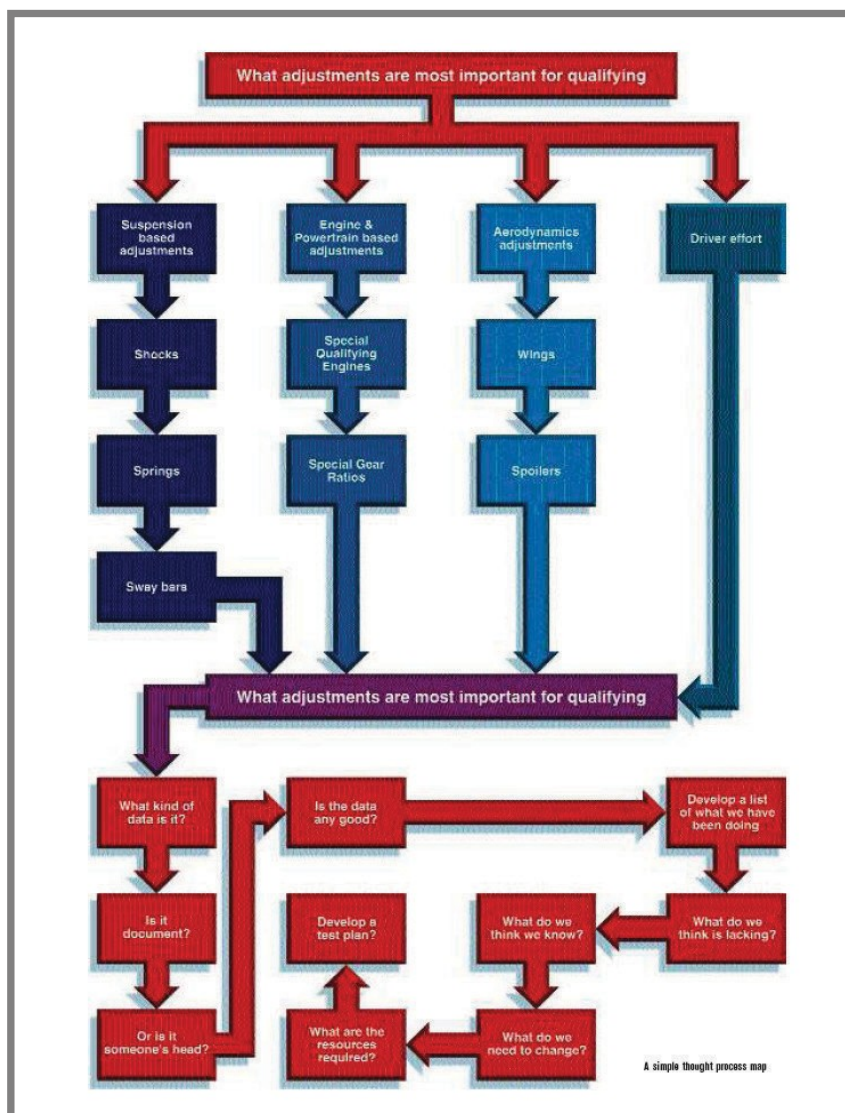 What adjustments are most important for qualifying
Suspension
based
adjustments
Engine &
Powertrain based
adjustments
Aerodynamics
adjustments
Driver effort
Shocks
Special
Qualifying
Engines
Wings
Springs
Special Gear
Ratios
Spoilers
Sway bars
What adjustments are most important for qualifying
What kind of
data is it?
Is the data
any good?
Develop a list
of what we have
been doing
Is it
document?
Develop a
test plan?
What do we
think we know?
What do we
think is lacking?
Or is it
someone's head?
What are the
resources
required?
What do we
need to change?
A simple thought process map